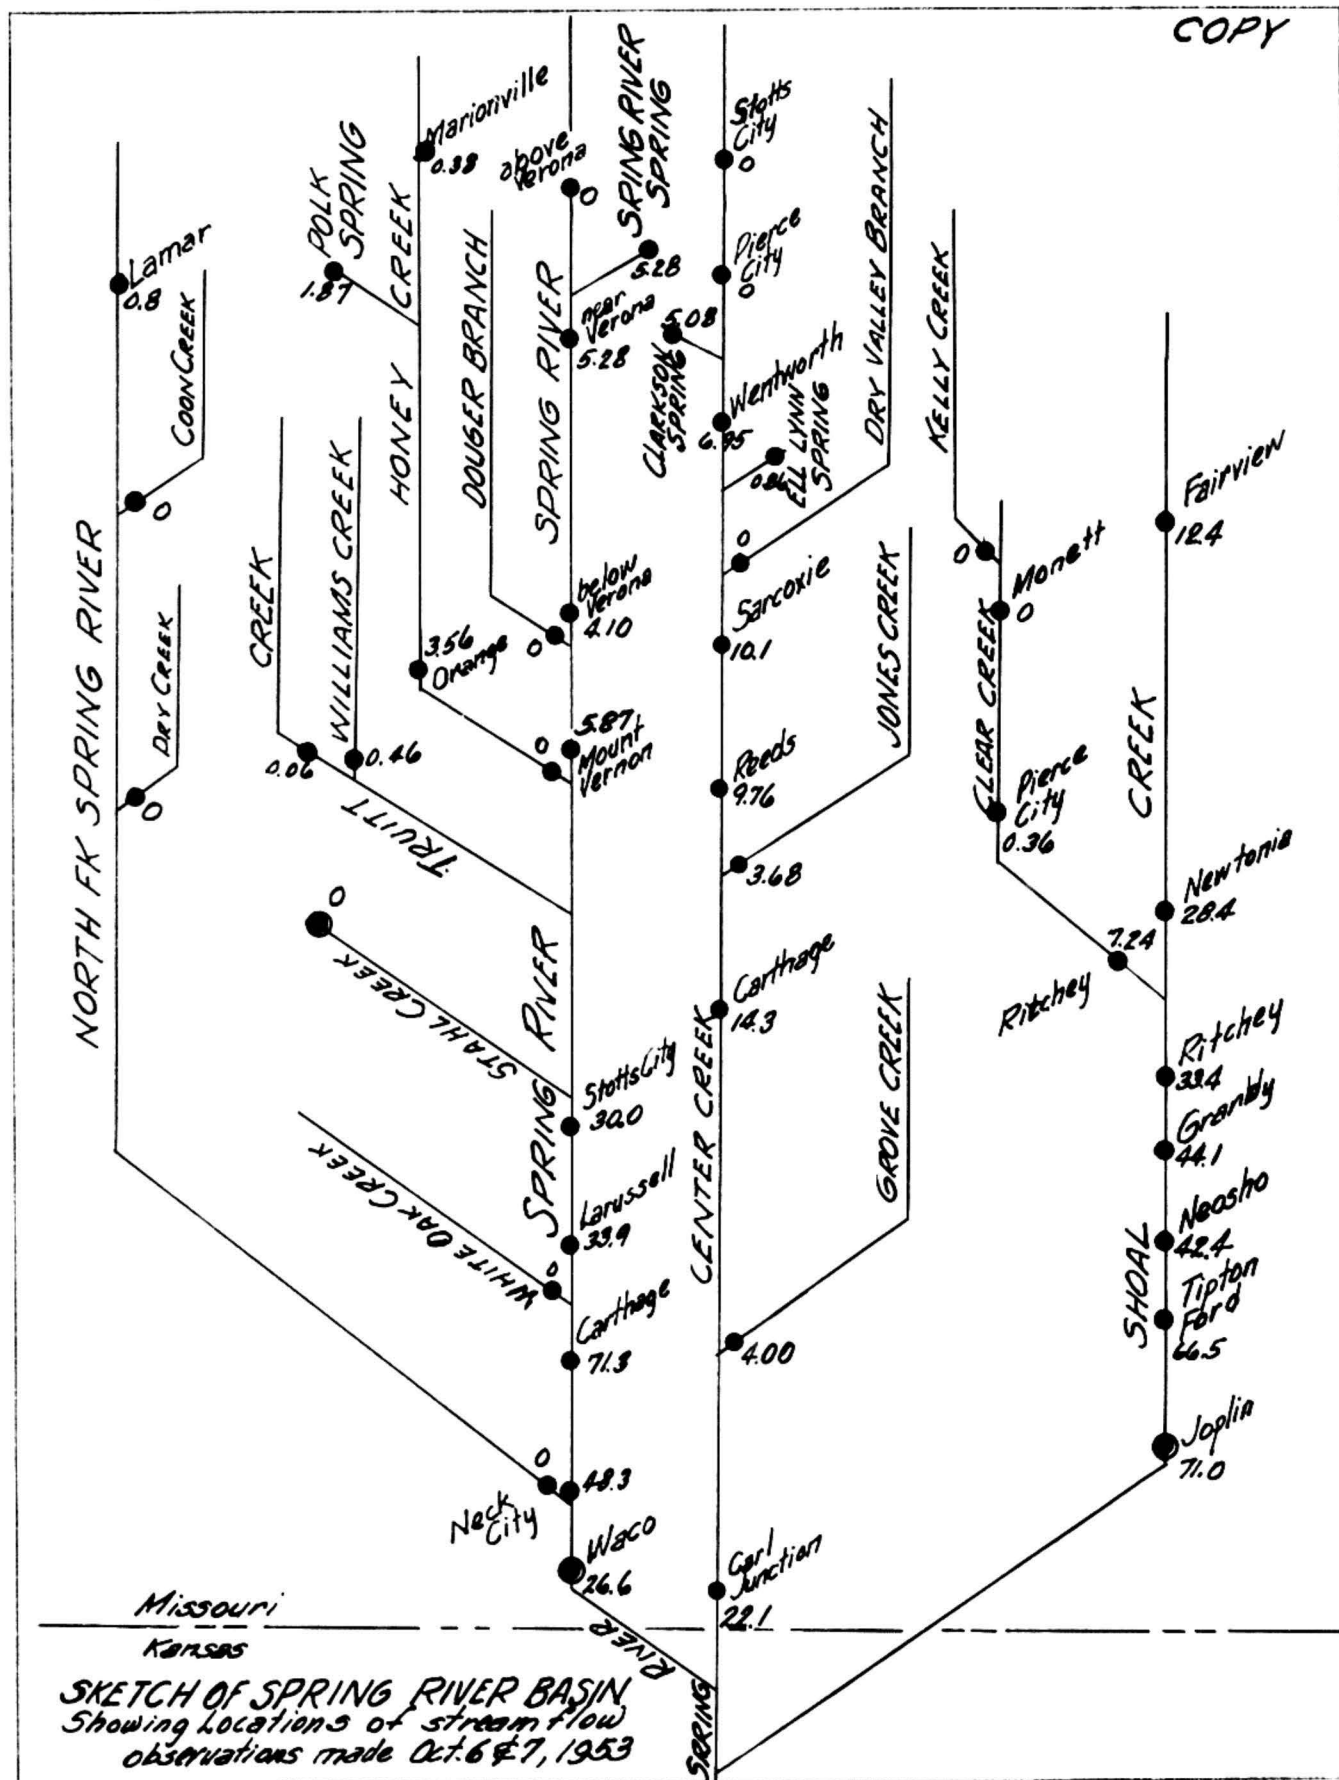 COPY
Lamar
0.8
COON CREEK
0
NORTH FK SPRING RIVER
DRY CREEK
0
POLK
SPRING
1.87
Marionville
0.38
HONEY CREEK
3.56
Orange
0
CREEK
0.06
WILLIAMS CREEK
0.46
TRUITT
0
STAHL CREEK
WHITE OAK CREEK
0
DOUGER BRANCH
0
above
Verona
0
SPRING RIVER
SPRING
5.28
near
Verona
5.28
SPRING RIVER
below
Verona
4.10
5.87
Mount
Vernon
SPRING RIVER
Stotts City
30.0
Larussell
33.9
Carthage
71.3
0
48.3
Neck
City
Waco
26.6
RIVER
Stotts
City
0
Pierce
City
0
5.08
CLARKSON
SPRING
Wentworth
6.95
0.86
ELL LYNN
SPRING
DRY VALLEY BRANCH
0
Sarcoxie
10.1
Reeds
9.76
JONES CREEK
3.68
Carthage
14.3
CENTER CREEK
GROVE CREEK
4.00
Carl
Junction
22.1
SPRING
KELLY CREEK
0
Monett
0
CLEAR CREEK
Pierce
City
0.36
7.24
Ritchey
Fairview
12.4
SHOAL CREEK
Newtonia
28.4
Ritchey
33.4
Granby
44.1
Neosho
42.4
Tipton
Ford
66.5
Joplin
71.0
Missouri
Kansas
SKETCH OF SPRING RIVER BASIN
Showing Locations of stream flow
observations made Oct. 6 & 7, 1953